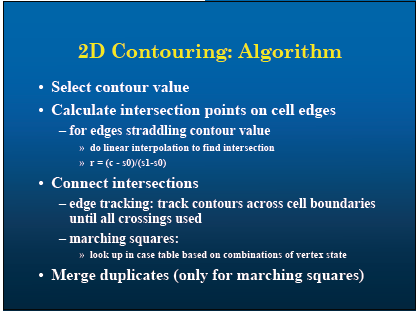 2D Contouring: Algorithm
• Select contour value
• Calculate intersection points on cell edges
– for edges straddling contour value
» do linear interpolation to find intersection
» r = (c - s0)/(s1-s0)
• Connect intersections
– edge tracking: track contours across cell boundaries
until all crossings used
– marching squares:
» look up in case table based on combinations of vertex state
• Merge duplicates (only for marching squares)